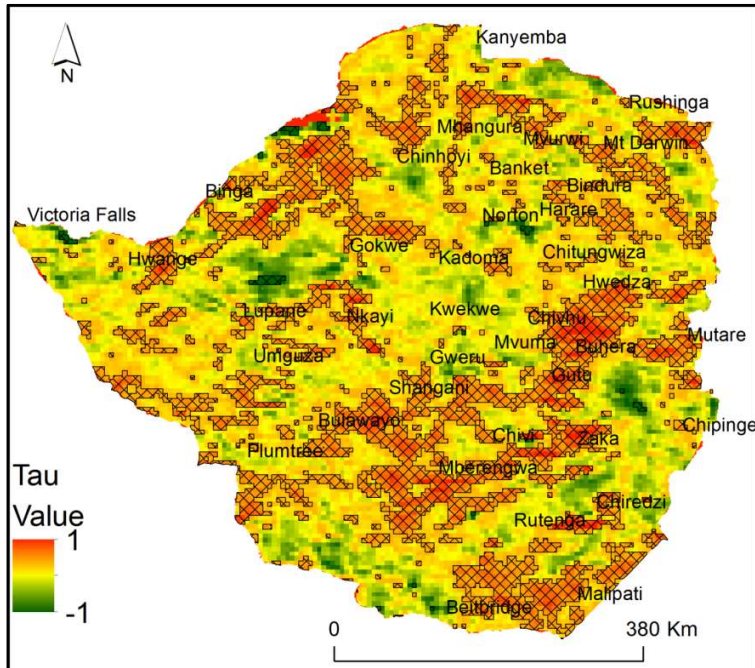 Kanyemba
N
Rushinga
Mhangura
Mvurwi
Mt Darwin
Chinhoyi
Banket
Bindura
Binga
Victoria Falls
Norton
Harare
Gokwe
Hwange
Kadoma
Chitungwiza
Hwedza
Lupane
Nkayi
Kwekwe
Chivhu
Mutare
Mvuma
Buhera
Umguza
Gweru
Shangani
Gutu
Bulawayo
Chipinge
Chivi
Zaka
Plumtree
Mberengwa
Tau
Value
Chiredzi
Rutenga
1
-1
Malipati
Beitbridge
0
380 Km